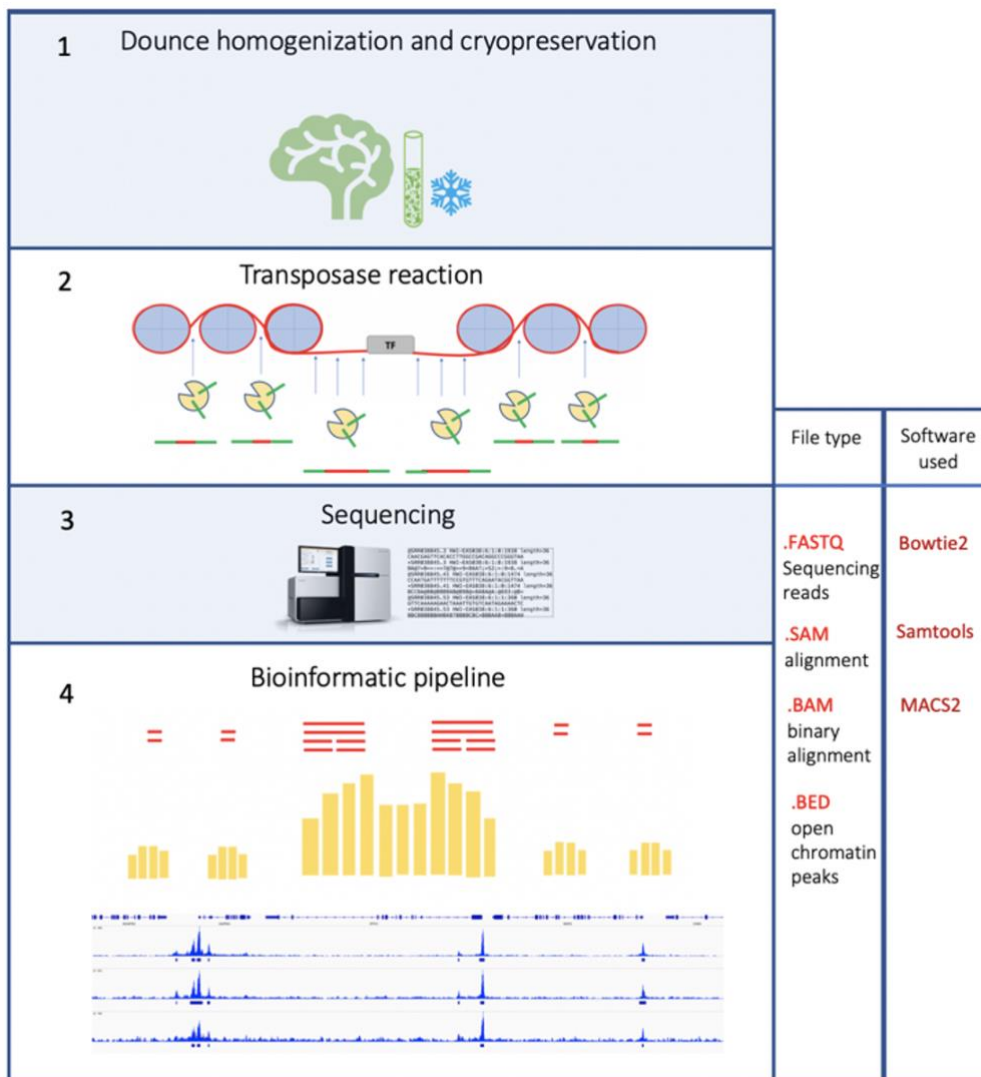 1
Dounce homogenization and cryopreservation
2
Transposase reaction
TF
File type
Software
used
3
Sequencing
.FASTQ
Sequencing
reads
Bowtie2
.SAM
alignment
Samtools
4
Bioinformatic pipeline
.BAM
binary
alignment
MACS2
.BED
open
chromatin
peaks